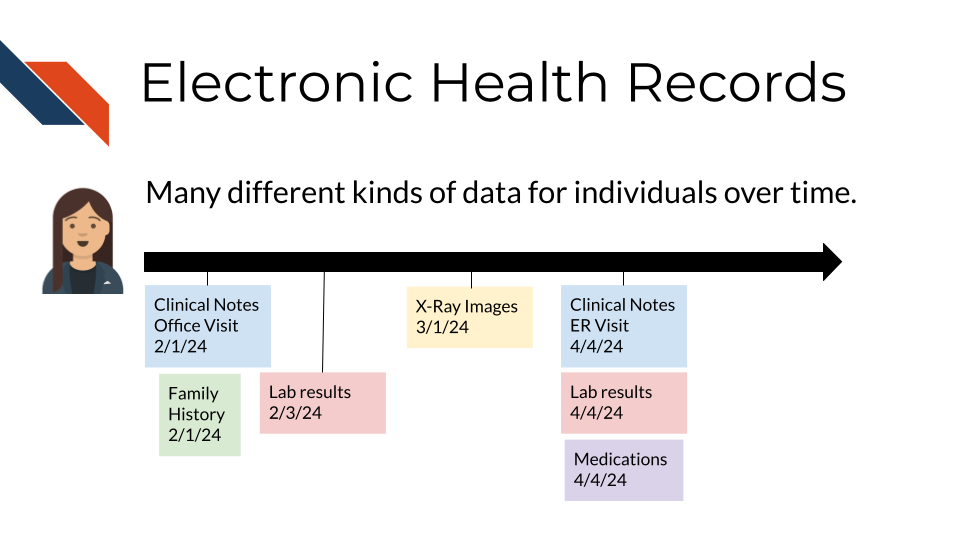 Electronic Health Records
Many different kinds of data for individuals over time.
Clinical Notes
Office Visit
2/1/24
Family
History
2/1/24
Lab results
2/3/24
X-Ray Images
3/1/24
Clinical Notes
ER Visit
4/4/24
Lab results
4/4/24
Medications
4/4/24